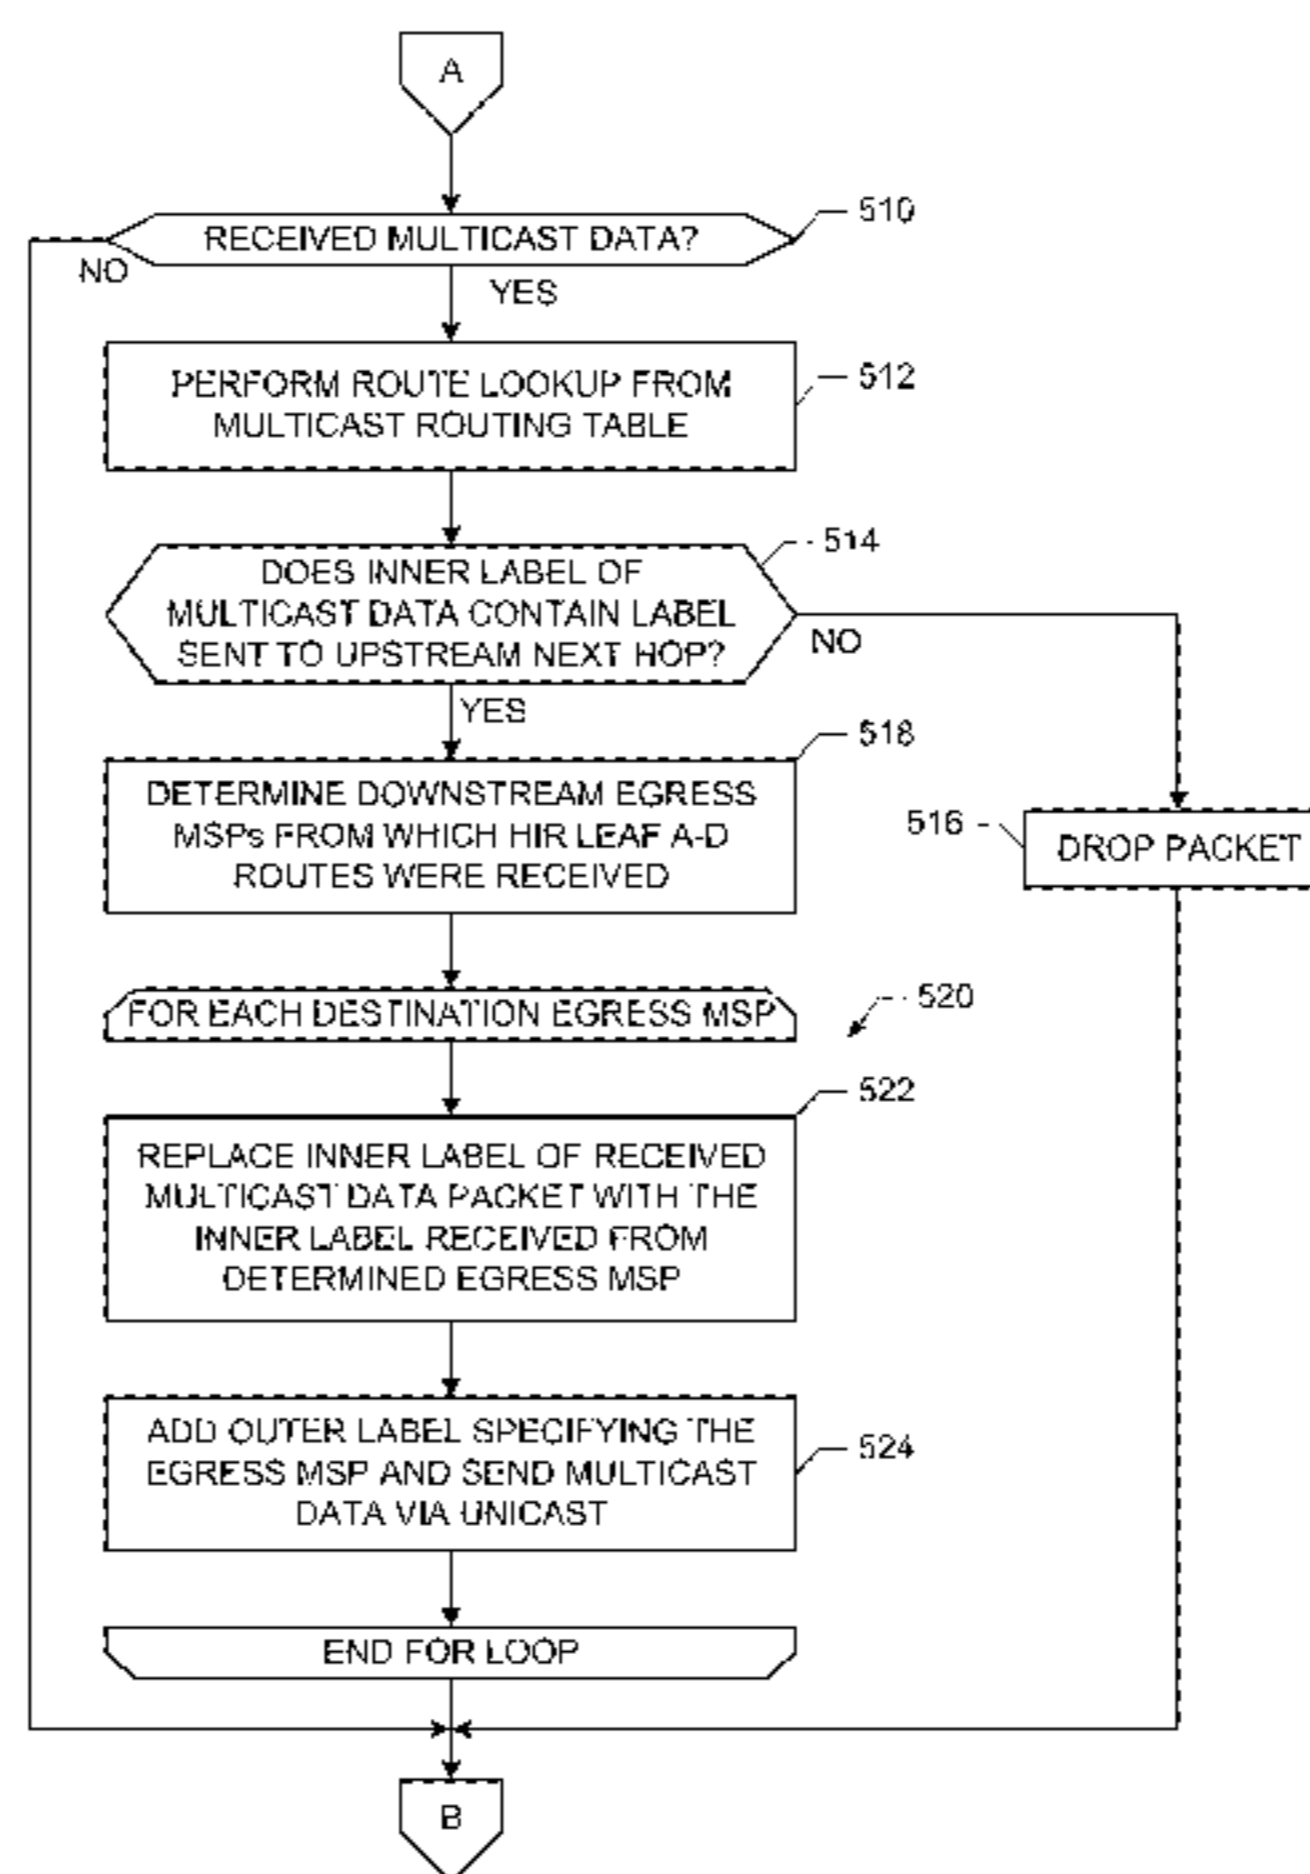 A
RECEIVED MULTICAST DATA?
510
NO
YES
PERFORM ROUTE LOOKUP FROM
MULTICAST ROUTING TABLE
512
DOES INNER LABEL OF
MULTICAST DATA CONTAIN LABEL
SENT TO UPSTREAM NEXT HOP?
514
NO
YES
DETERMINE DOWNSTREAM EGRESS
MSPs FROM WHICH HIR LEAF A-D
ROUTES WERE RECEIVED
518
516
DROP PACKET
FOR EACH DESTINATION EGRESS MSP
520
REPLACE INNER LABEL OF RECEIVED
MULTICAST DATA PACKET WITH THE
INNER LABEL RECEIVED FROM
DETERMINED EGRESS MSP
522
ADD OUTER LABEL SPECIFYING THE
EGRESS MSP AND SEND MULTICAST
DATA VIA UNICAST
524
END FOR LOOP
B